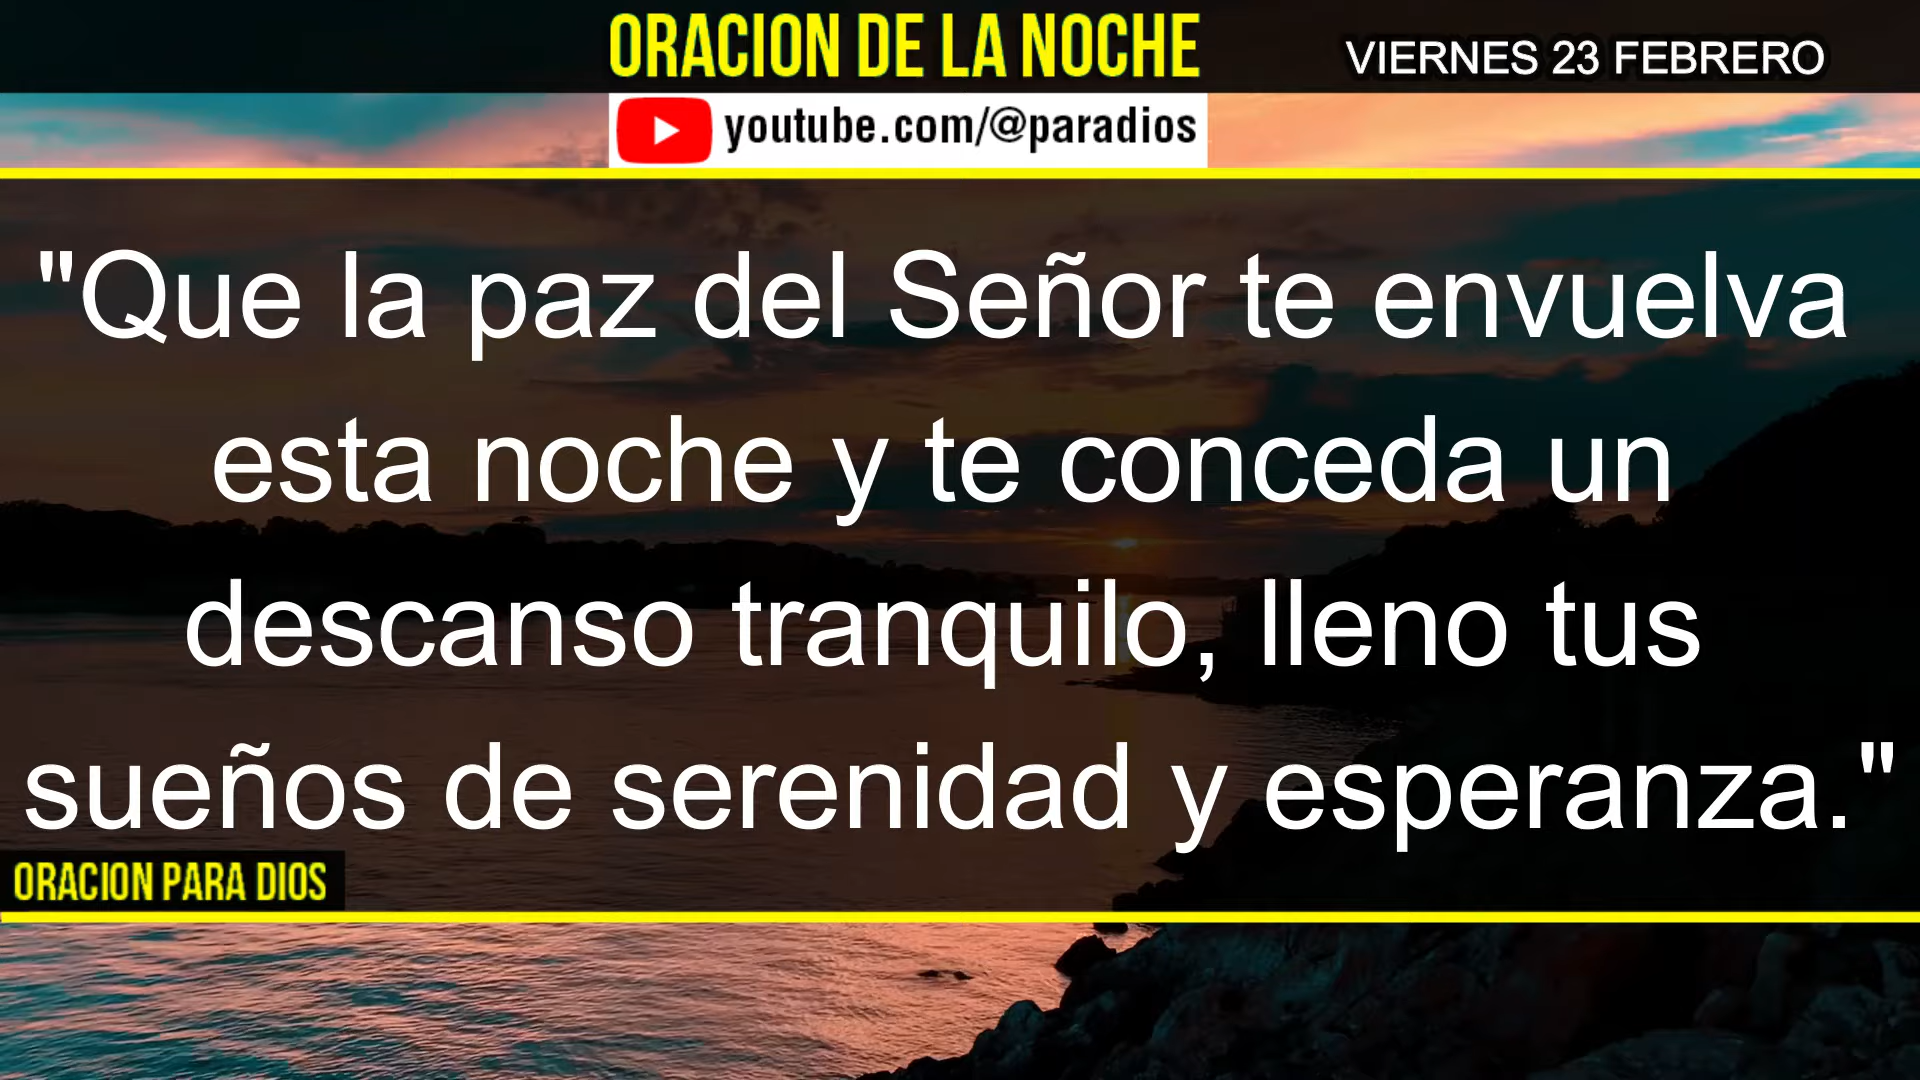 ORACION DE LA NOCHE
VIERNES 23 FEBRERO
youtube.com/@paradios
"Que la paz del Señor te envuelva
esta noche y te conceda un
descanso tranquilo, lleno tus
sueños de serenidad y esperanza."
ORACION PARA DIOS